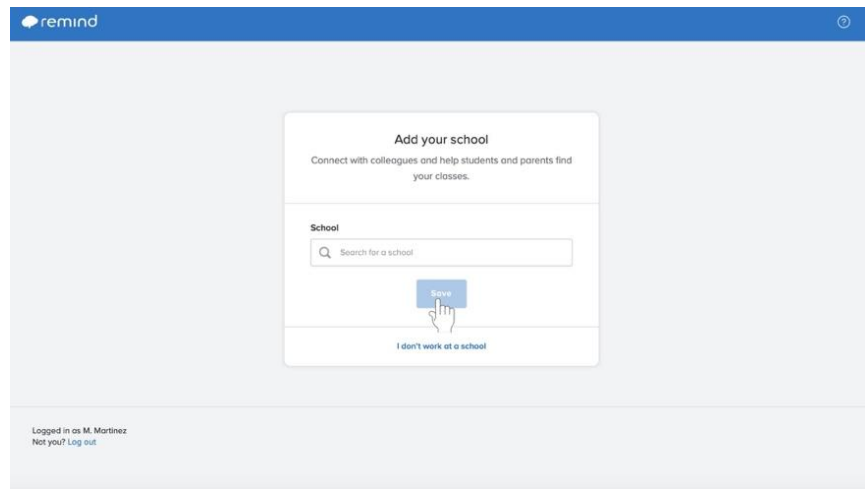 remind
?
Add your school
Connect with colleagues and help students and parents find
your classes.
School
Search for a school
Save
I don't work at a school
Logged in as M. Martinez
Not you? Log out